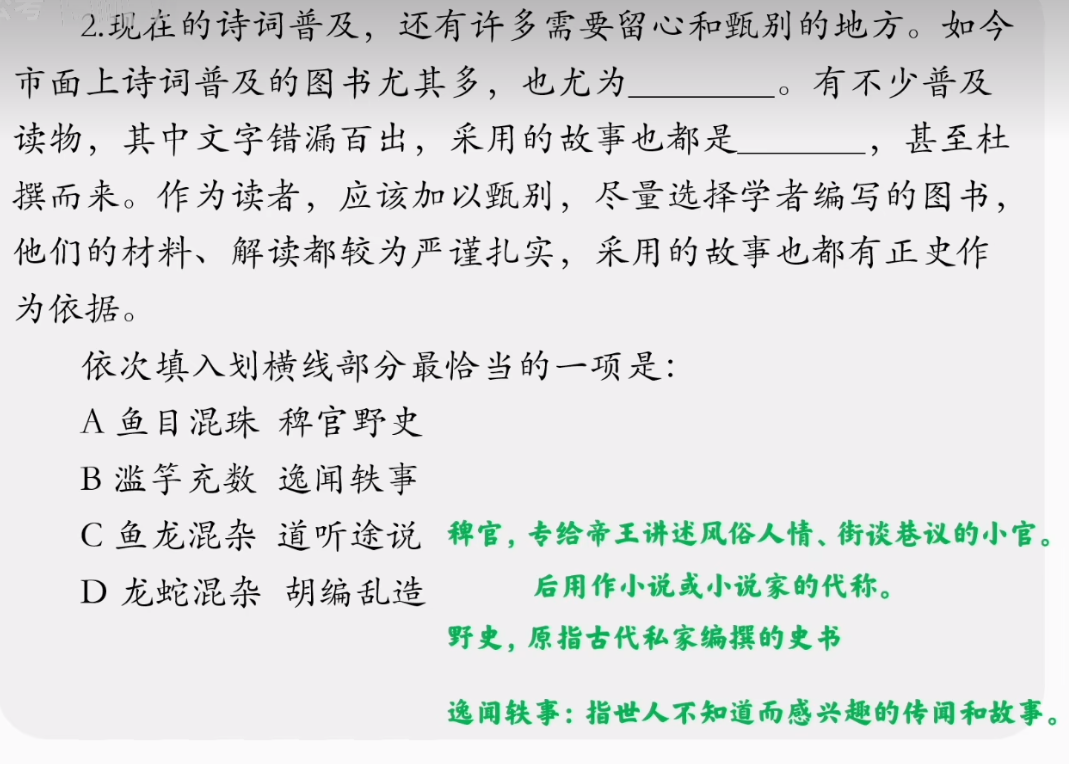 2.现在的诗词普及，还有许多需要留心和甄别的地方。如今
市面上诗词普及的图书尤其多，也尤为________。有不少普及
读物，其中文字错漏百出，采用的故事也都是_______，甚至杜
撰而来。作为读者，应该加以甄别，尽量选择学者编写的图书，
他们的材料、解读都较为严谨扎实，采用的故事也都有正史作
为依据。
依次填入划横线部分最恰当的一项是：
A 鱼目混珠 稗官野史
B 滥竽充数 逸闻轶事
C 鱼龙混杂 道听途说
稗官，专给帝王讲述风俗人情、街谈巷议的小官。
D 龙蛇混杂 胡编乱造
后用作小说或小说家的代称。
野史，原指古代私家编撰的史书
逸闻轶事：指世人不知道而感兴趣的传闻和故事。